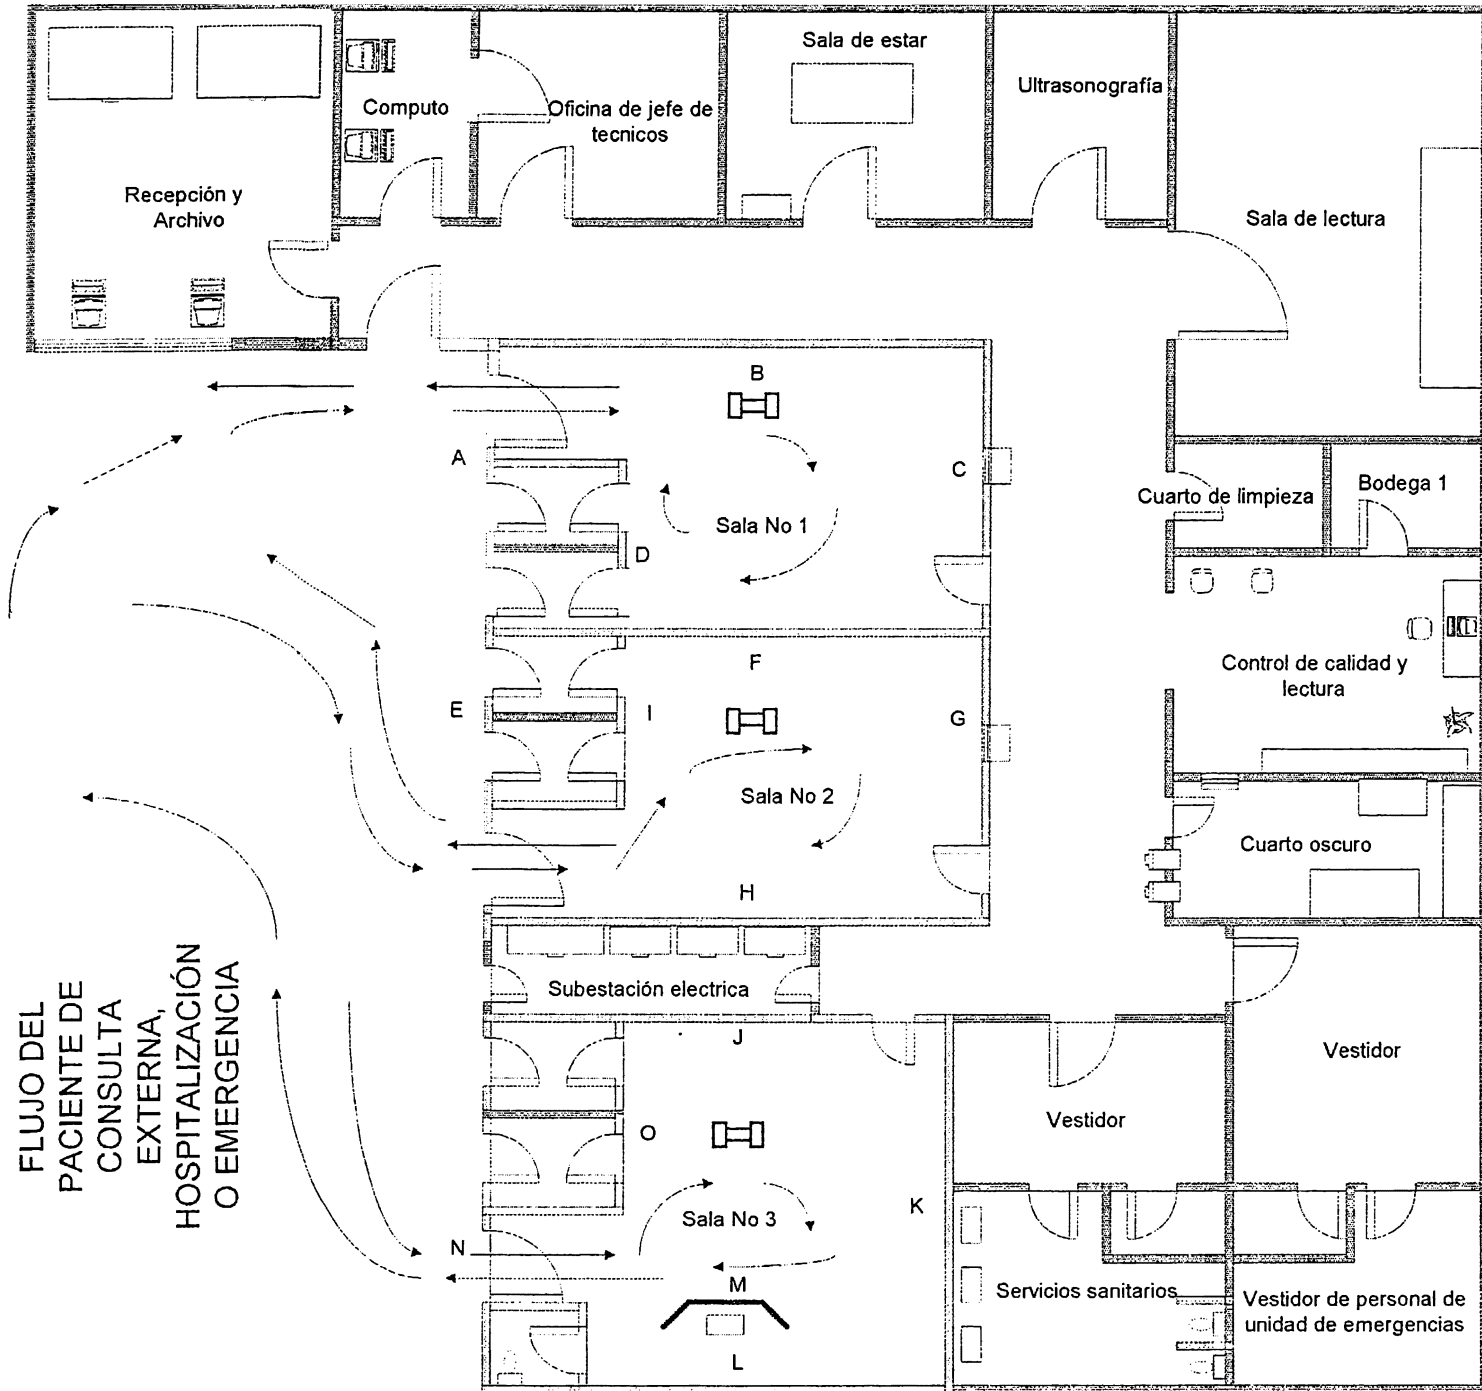 Sala de estar
Ultrasonografía
Computo
Oficina de jefe de
tecnicos
Recepción y
Archivo
Sala de lectura
B
A
C
Cuarto de limpieza
Bodega 1
Sala No 1
D
F
Control de calidad y
lectura
E
I
G
Sala No 2
Cuarto oscuro
H
FLUJO DEL
PACIENTE DE
CONSULTA
EXTERNA,
HOSPITALIZACIÓN
O EMERGENCIA
Subestación electrica
J
Vestidor
Vestidor
O
K
Sala No 3
N
M
Servicios sanitarios
Vestidor de personal de
unidad de emergencias
L